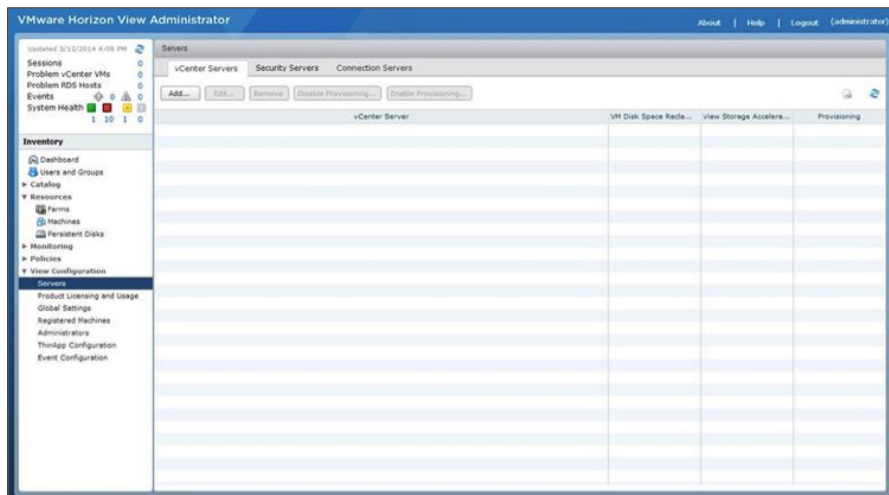 VMware Horizon View Administrator
About | Help | Logout (administrator)
Updated 3/12/2014 4:08 PM
Sessions 0
Problem vCenter VMs 0
Problem RDS Hosts 0
Events 0 0
System Health
1 10 1 0
Inventory
Dashboard
Users and Groups
Catalog
Resources
Farms
Machines
Persistent Disks
Monitoring
Policies
View Configuration
Servers
Product Licensing and Usage
Global Settings
Registered Machines
Administrators
ThinApp Configuration
Event Configuration
Servers
vCenter Servers Security Servers Connection Servers
Add... Edit... Remove Disable Provisioning... Enable Provisioning...
vCenter Server VM Disk Space Recla... View Storage Accelera... Provisioning